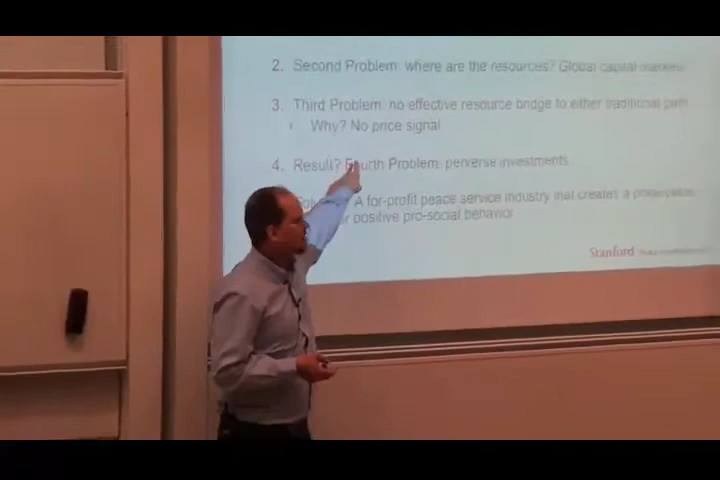 2. Second Problem: where are the resources? Global capital markets
3. Third Problem: no effective resource bridge to either traditional path
Why? No price signal
4. Result? Fourth Problem: perverse investments
A for-profit peace service industry that creates a
positive pro-social behavior
Stanford